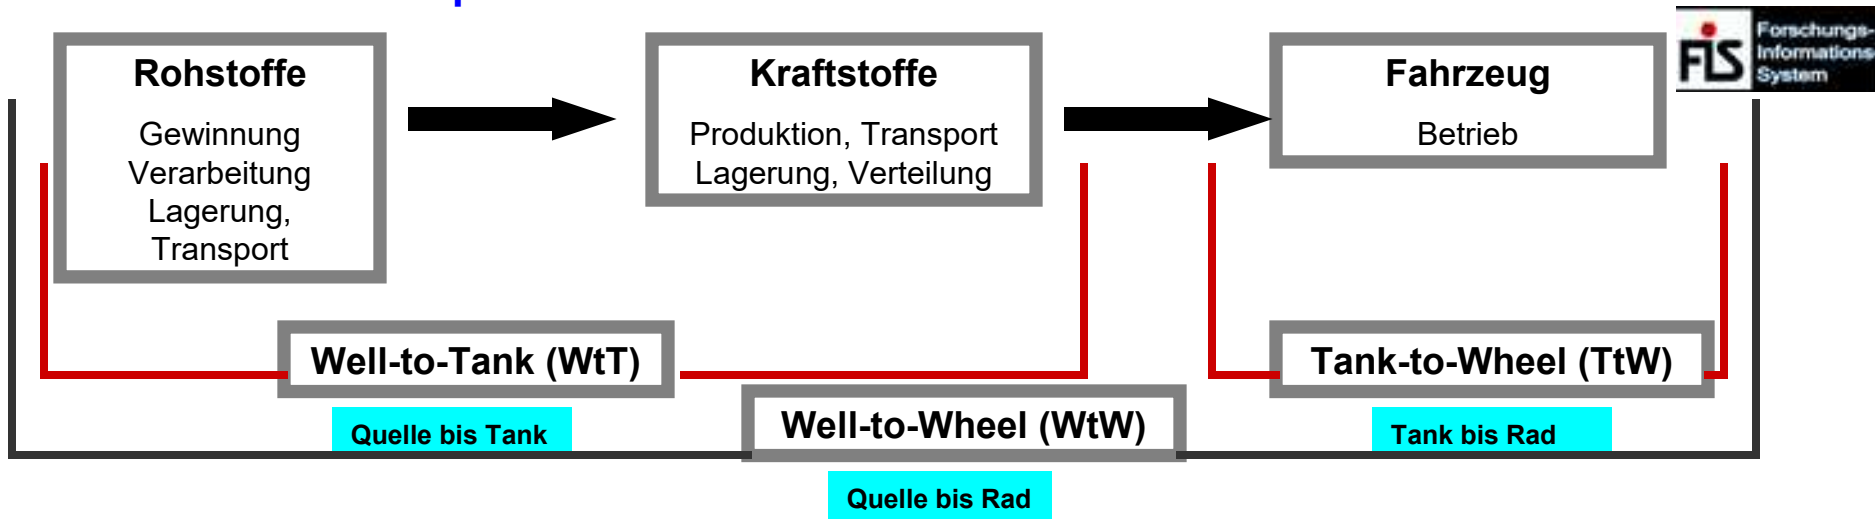 Rohstoffe
Gewinnung
Verarbeitung
Lagerung,
Transport
Kraftstoffe
Produktion, Transport
Lagerung, Verteilung
Fahrzeug
Betrieb
FIS
Forschungs-
Informations-
System
Well-to-Tank (WtT)
Quelle bis Tank
Well-to-Wheel (WtW)
Quelle bis Rad
Tank-to-Wheel (TtW)
Tank bis Rad